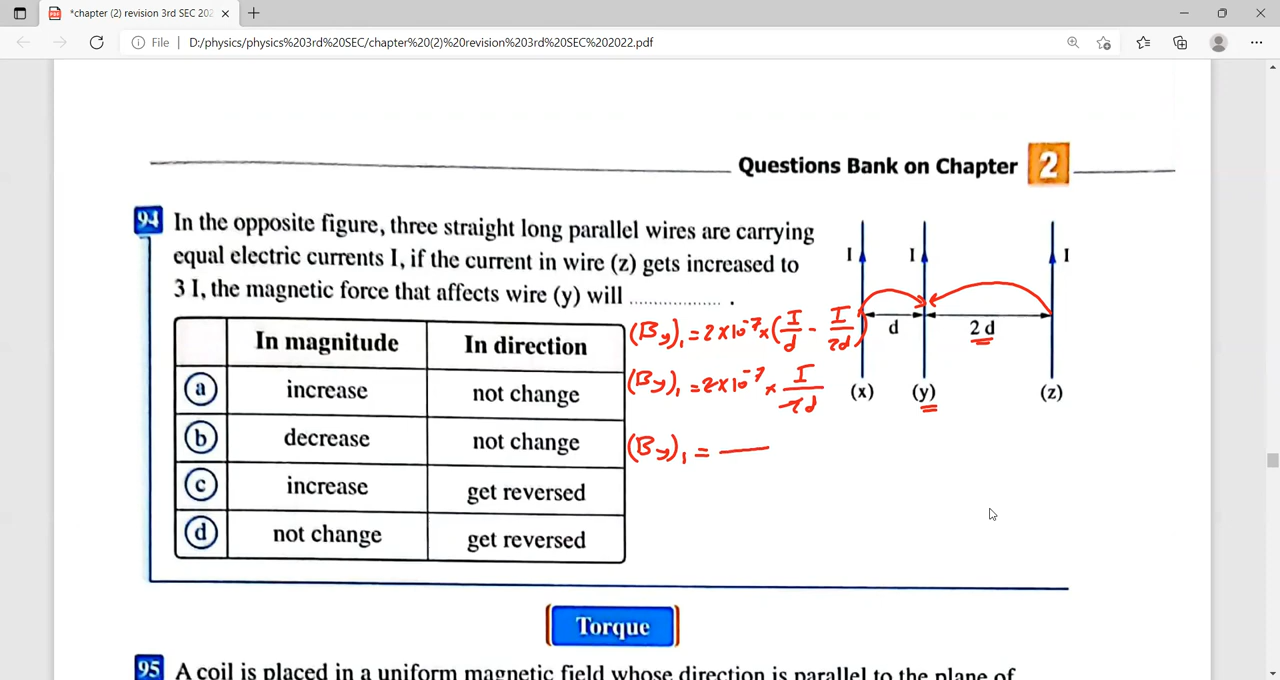 *chapter (2) revision 3rd SEC 202
File | D:/physics/physics%203rd%20SEC/chapter%20(2)%20revision%203rd%20SEC%202022.pdf
Questions Bank on Chapter 2
94 In the opposite figure, three straight long parallel wires are carrying
equal electric currents I, if the current in wire (z) gets increased to
3 I, the magnetic force that affects wire (y) will .................... .
In magnitude In direction
a increase not change
b decrease not change
c increase get reversed
d not change get reversed
I I I
d 2 d
(x) (y) (z)
(By)₁ = 2×10⁻⁷ × (I/d - I/2d)
(By)₁ = 2×10⁻⁷ × I/2d
(By)₁ = —
Torque
95 A coil is placed in a uniform magnetic field whose direction is parallel to the plane of